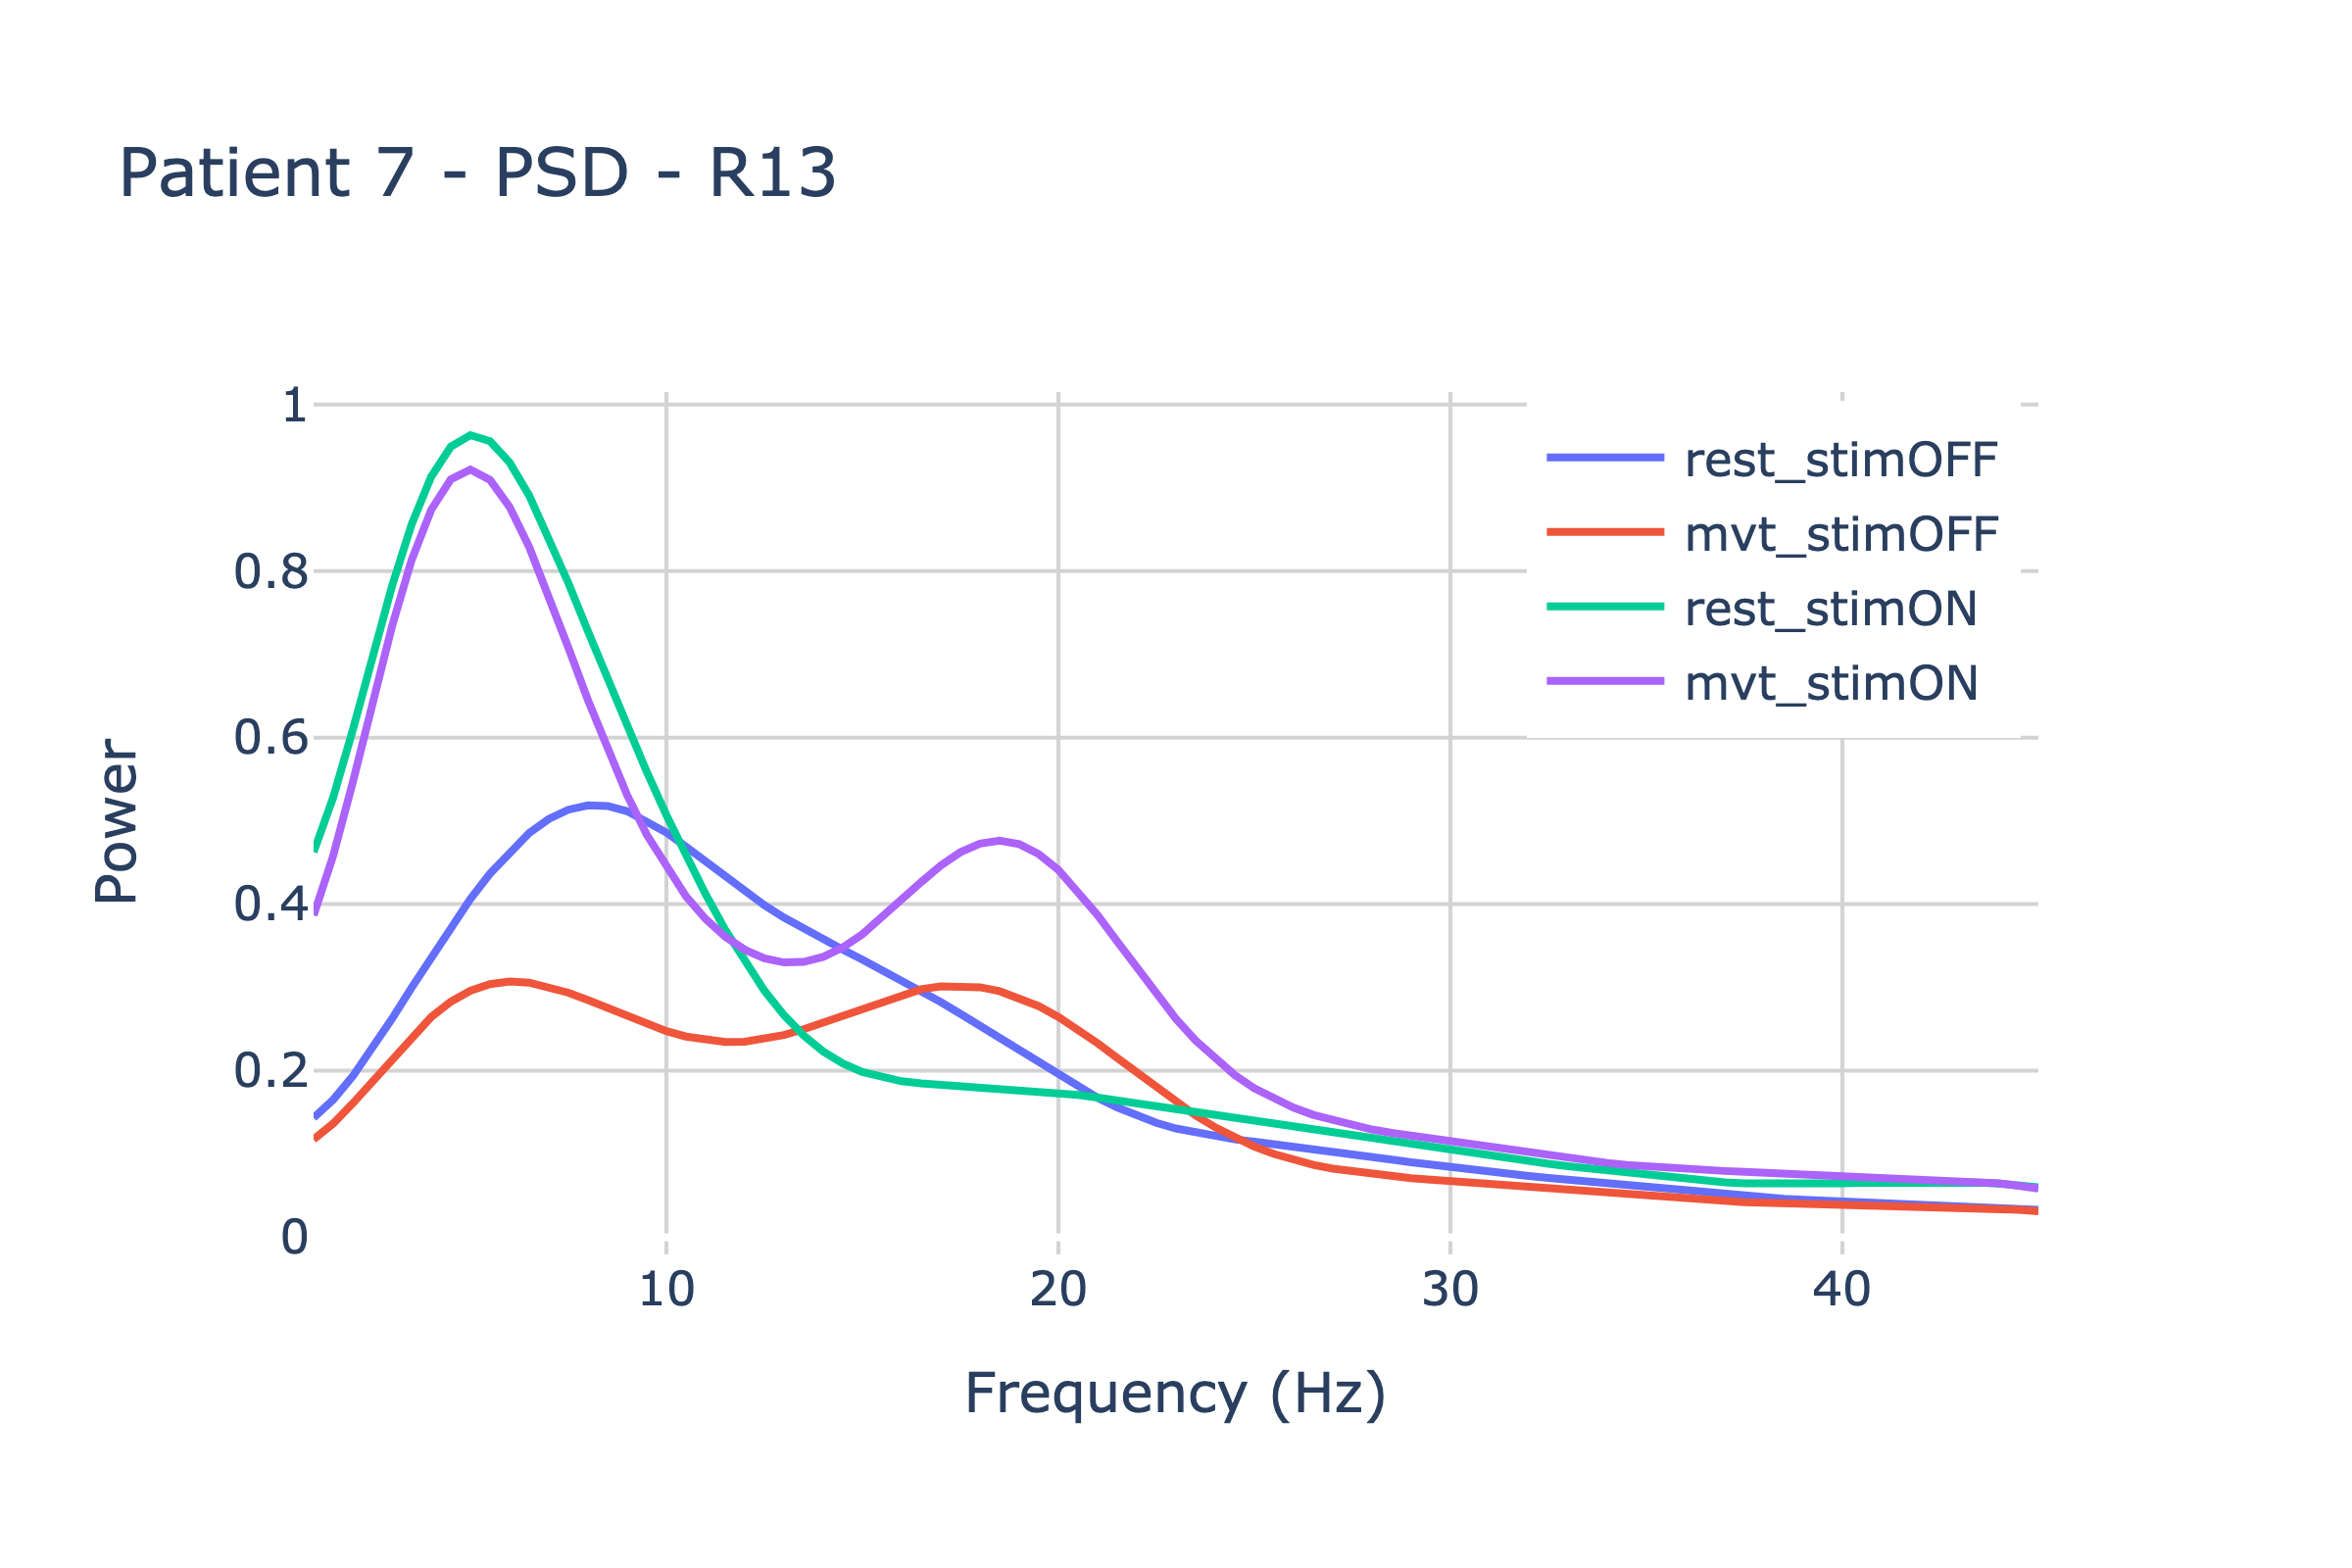 Patient 7 - PSD - R13
1
0.8
0.6
0.4
0.2
0
Power
10 20 30 40
Frequency (Hz)
rest_stimOFF
mvt_stimOFF
rest_stimON
mvt_stimON